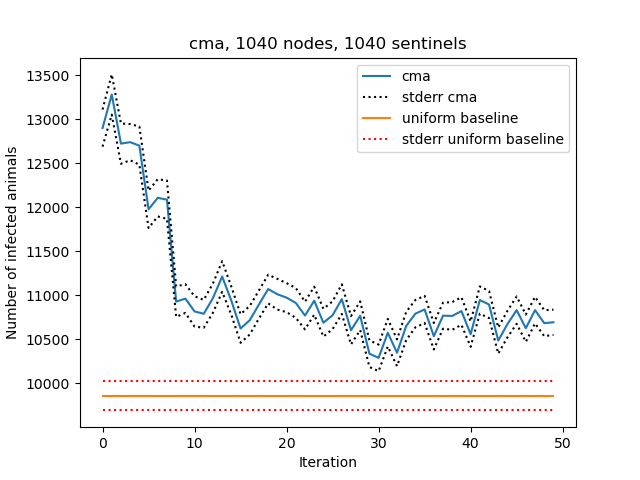 cma, 1040 nodes, 1040 sentinels
Number of infected animals
13500
13000
12500
12000
11500
11000
10500
10000
cma
stderr cma
uniform baseline
stderr uniform baseline
0
10
20
30
40
50
Iteration